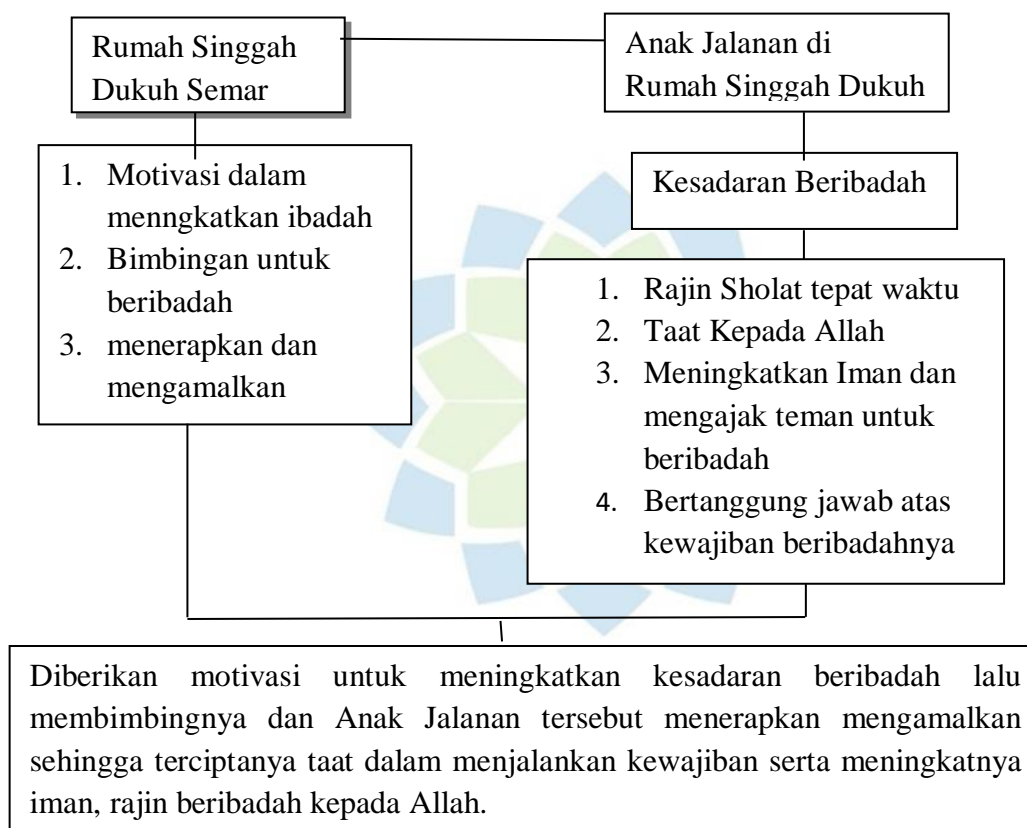 Rumah Singgah
Dukuh Semar
Anak Jalanan di
Rumah Singgah Dukuh
1. Motivasi dalam
menngkatkan ibadah
2. Bimbingan untuk
beribadah
3. menerapkan dan
mengamalkan
Kesadaran Beribadah
1. Rajin Sholat tepat waktu
2. Taat Kepada Allah
3. Meningkatkan Iman dan
mengajak teman untuk
beribadah
4. Bertanggung jawab atas
kewajiban beribadahnya
Diberikan motivasi untuk meningkatkan kesadaran beribadah lalu
membimbingnya dan Anak Jalanan tersebut menerapkan mengamalkan
sehingga terciptanya taat dalam menjalankan kewajiban serta meningkatnya
iman, rajin beribadah kepada Allah.